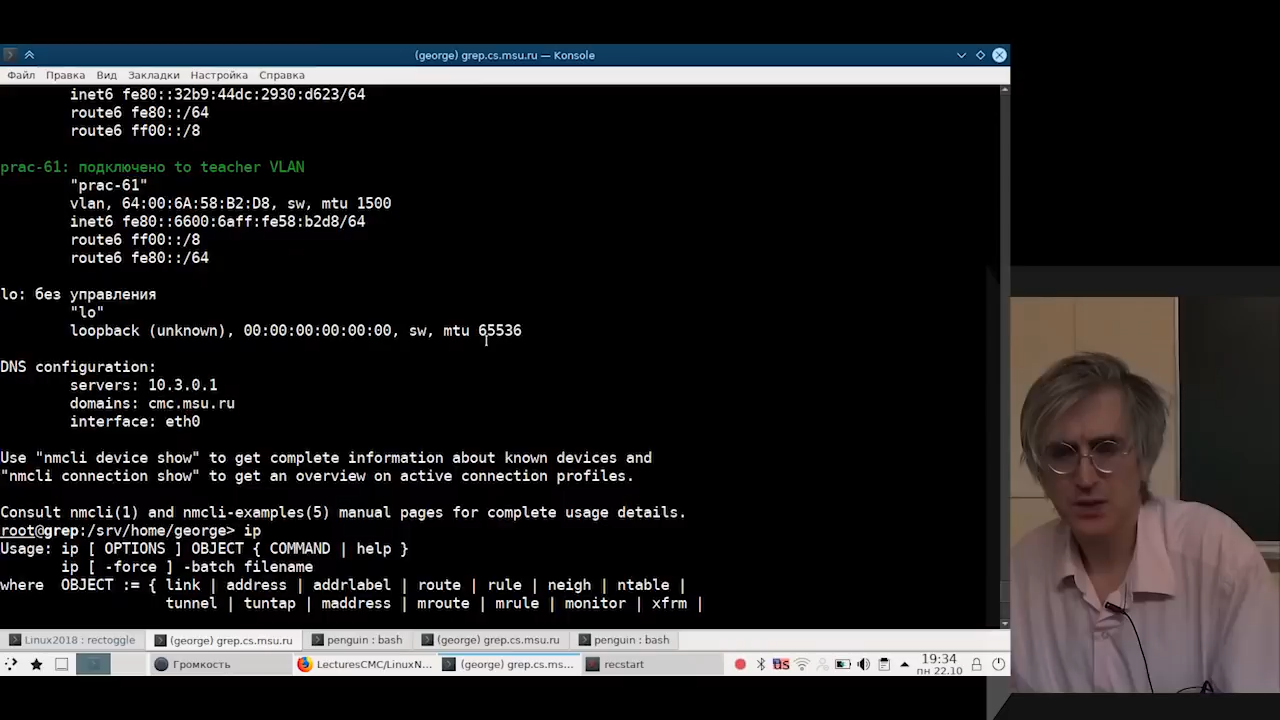 (george) grep.cs.msu.ru — Konsole
Файл Правка Вид Закладки Настройка Справка
inet6 fe80::32b9:44dc:2930:d623/64
route6 fe80::/64
route6 ff00::/8
prac-61: подключено to teacher VLAN
"prac-61"
vlan, 64:00:6A:58:B2:D8, sw, mtu 1500
inet6 fe80::6600:6aff:fe58:b2d8/64
route6 ff00::/8
route6 fe80::/64
lo: без управления
"lo"
loopback (unknown), 00:00:00:00:00:00, sw, mtu 65536
DNS configuration:
servers: 10.3.0.1
domains: cmc.msu.ru
interface: eth0
Use "nmcli device show" to get complete information about known devices and
"nmcli connection show" to get an overview on active connection profiles.
Consult nmcli(1) and nmcli-examples(5) manual pages for complete usage details.
root@grep:/srv/home/george> ip
Usage: ip [ OPTIONS ] OBJECT { COMMAND | help }
ip [ -force ] -batch filename
where OBJECT := { link | address | addrlabel | route | rule | neigh | ntable |
tunnel | tuntap | maddress | mroute | mrule | monitor | xfrm |
Linux2018 : rectoggle (george) grep.cs.msu.ru penguin : bash (george) grep.cs.msu.ru penguin : bash
Громкость LecturesCMC/LinuxN... (george) grep.cs.ms... recstart US 19:34
пн 22.10